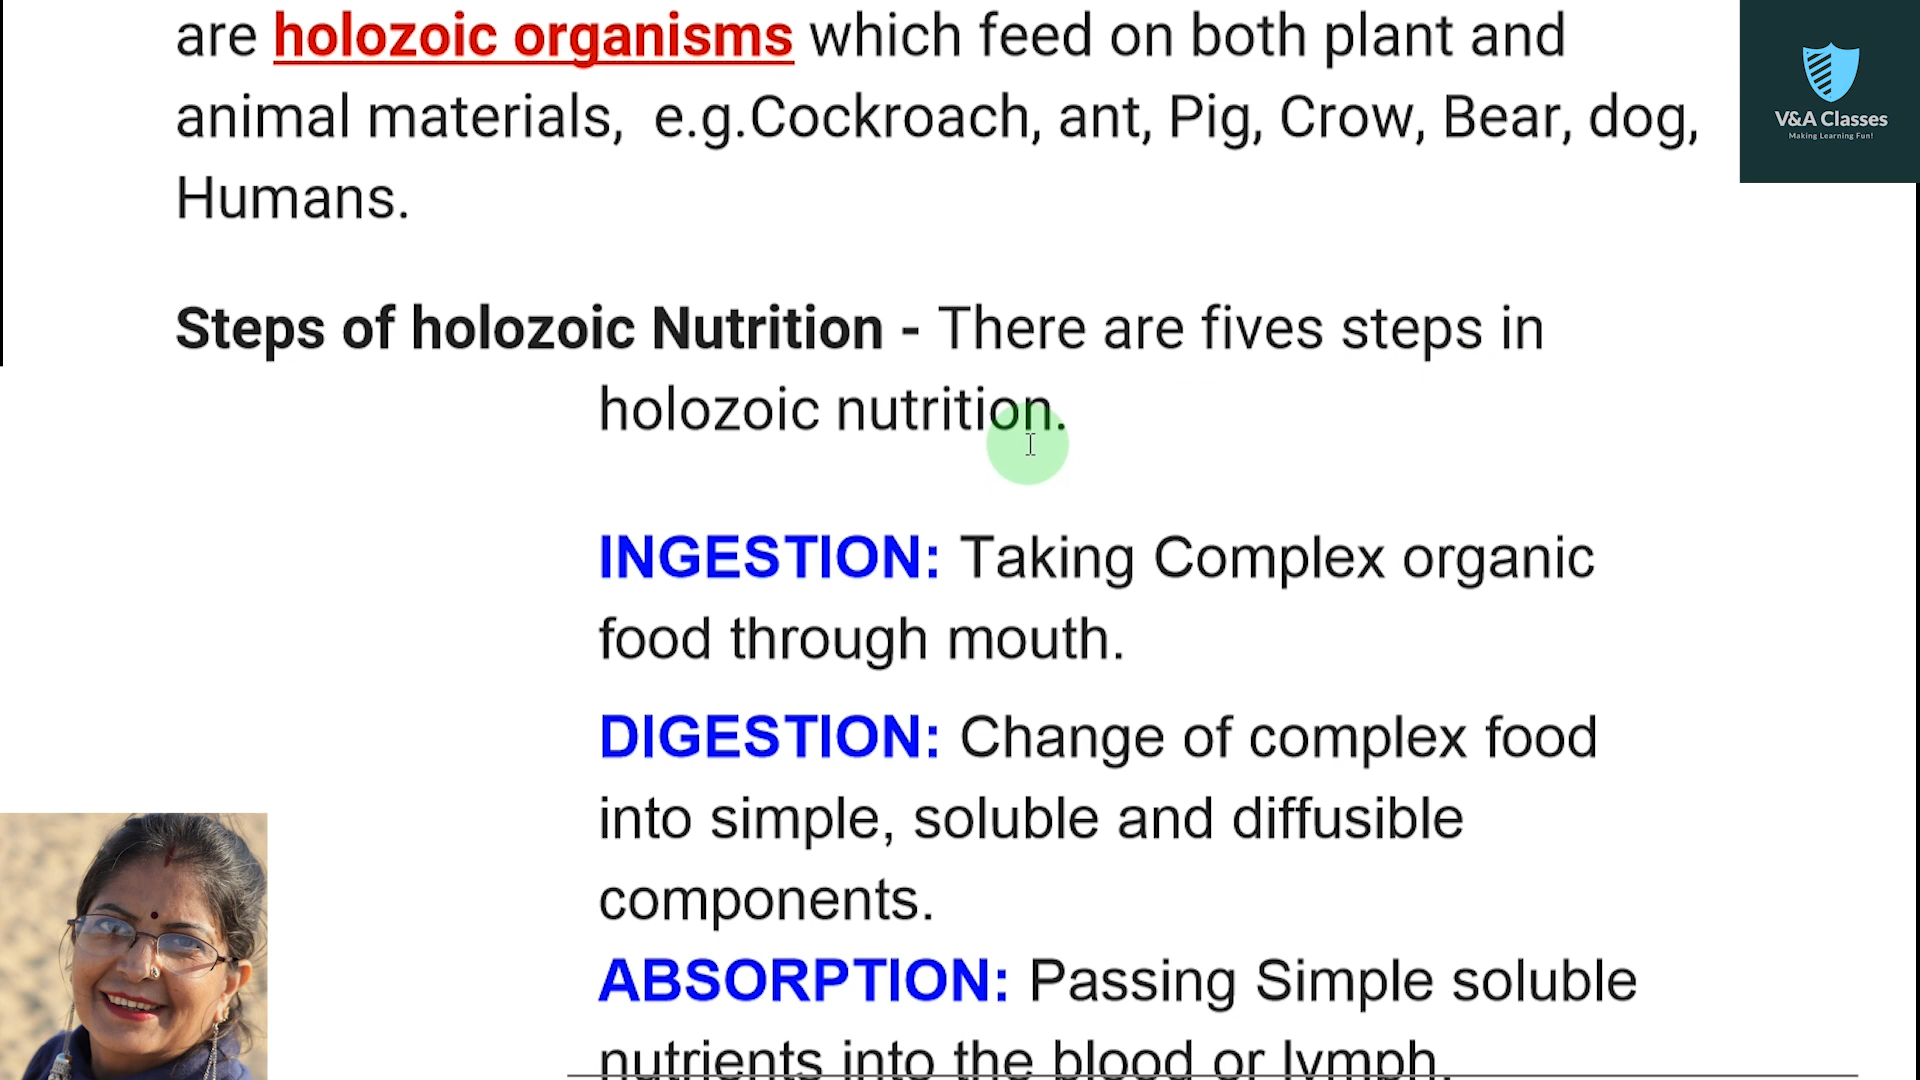 are holozoic organisms which feed on both plant and
animal materials,  e.g.Cockroach, ant, Pig, Crow, Bear, dog,
Humans.
V&A Classes
Making Learning Fun!
Steps of holozoic Nutrition - There are fives steps in
holozoic nutrition.
INGESTION: Taking Complex organic
food through mouth.
DIGESTION: Change of complex food
into simple, soluble and diffusible
components.
ABSORPTION: Passing Simple soluble
nutrients into the blood or lymph.